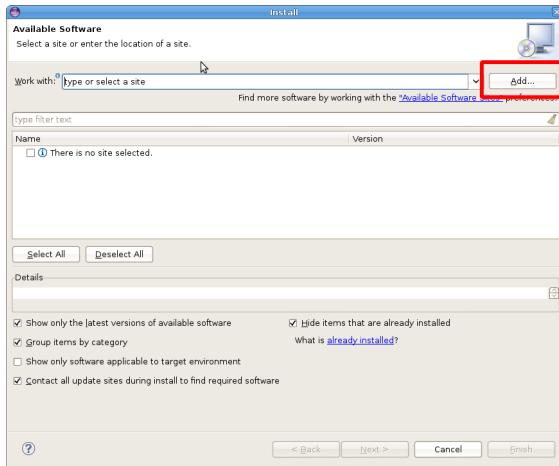 Install
Available Software
Select a site or enter the location of a site.
Work with: type or select a site
Add...
Find more software by working with the "Available Software Sites" preferences.
type filter text
Name Version
There is no site selected.
Select All Deselect All
Details
Show only the latest versions of available software Hide items that are already installed
Group items by category What is already installed?
Show only software applicable to target environment
Contact all update sites during install to find required software
? < Back Next > Cancel Finish